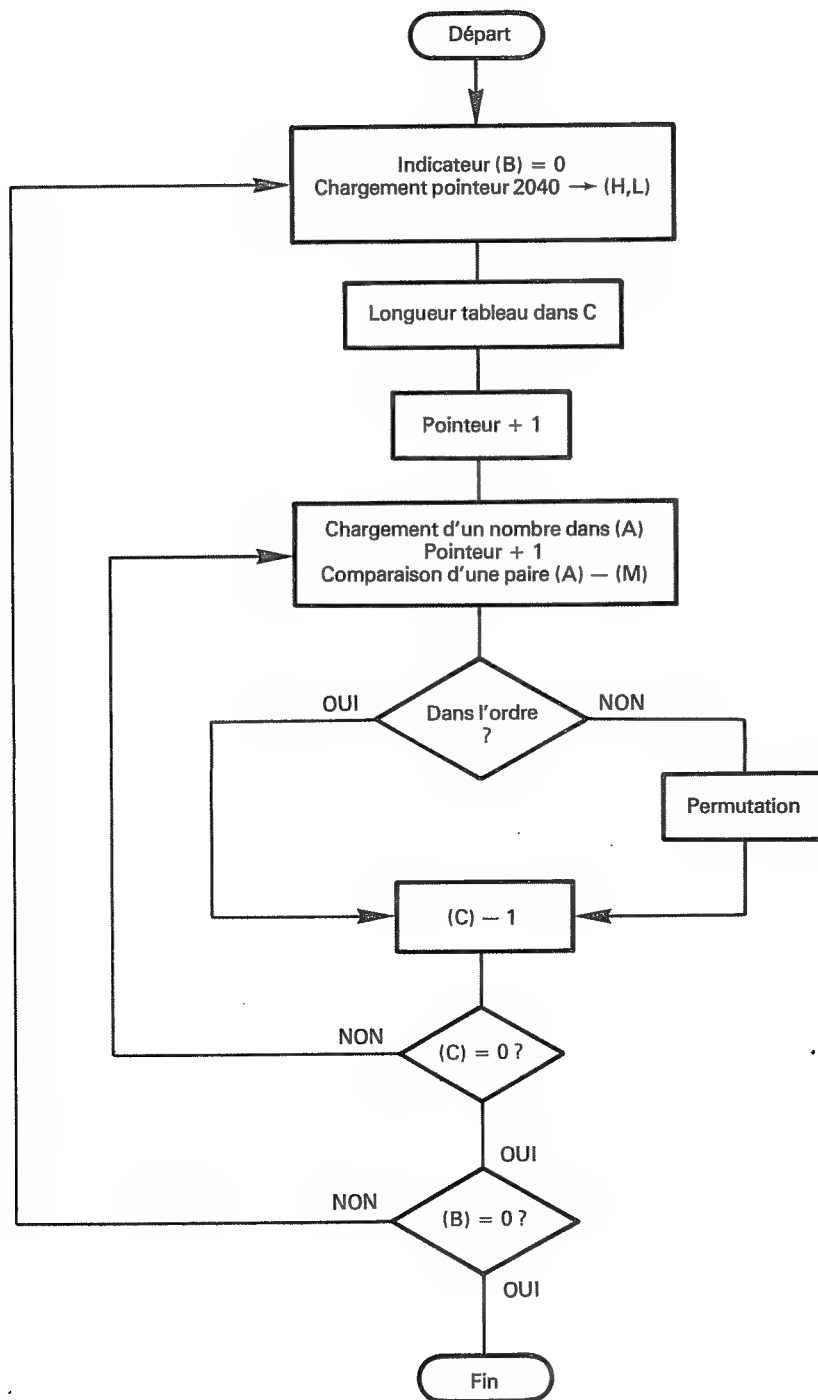 Départ
Indicateur (B) = 0
Chargement pointeur 2040 → (H,L)
Longueur tableau dans C
Pointeur + 1
Chargement d'un nombre dans (A)
Pointeur + 1
Comparaison d'une paire (A) — (M)
OUI
Dans l'ordre
?
NON
Permutation
(C) — 1
NON
(C) = 0 ?
OUI
NON
(B) = 0 ?
OUI
Fin